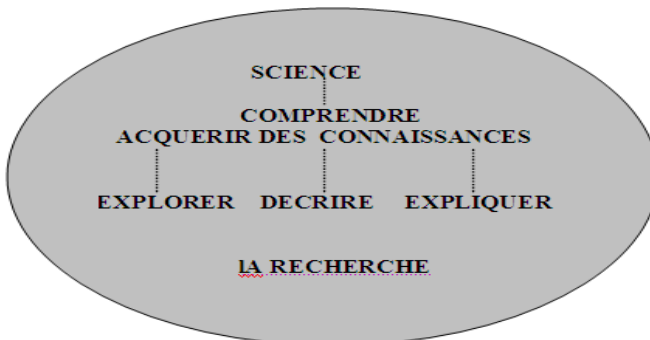 SCIENCE
COMPRENDRE
ACQUERIR DES CONNAISSANCES
EXPLORER DECRIRE EXPLIQUER
lA RECHERCHE